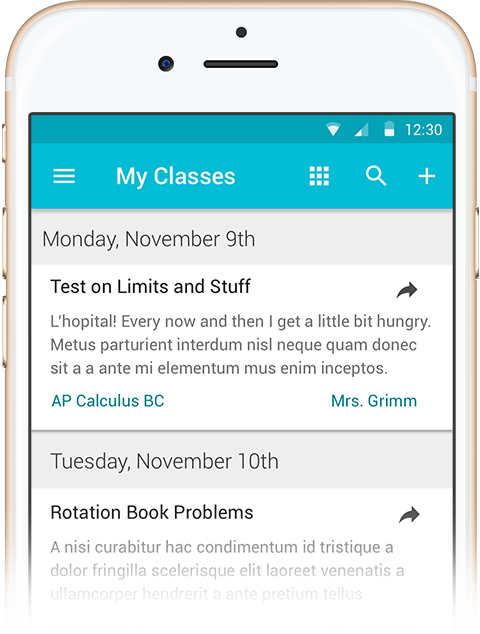 12:30
My Classes
Monday, November 9th
Test on Limits and Stuff
L'hopital! Every now and then I get a little bit hungry.
Metus parturient interdum nisl neque quam donec
sit a a ante mi elementum mus enim inceptos.
AP Calculus BC Mrs. Grimm
Tuesday, November 10th
Rotation Book Problems
A nisi curabitur hac condimentum id tristique a
dolor fringilla scelerisque elit laoreet venenatis a
ullamcorper hendrerit a ante pretium tellus